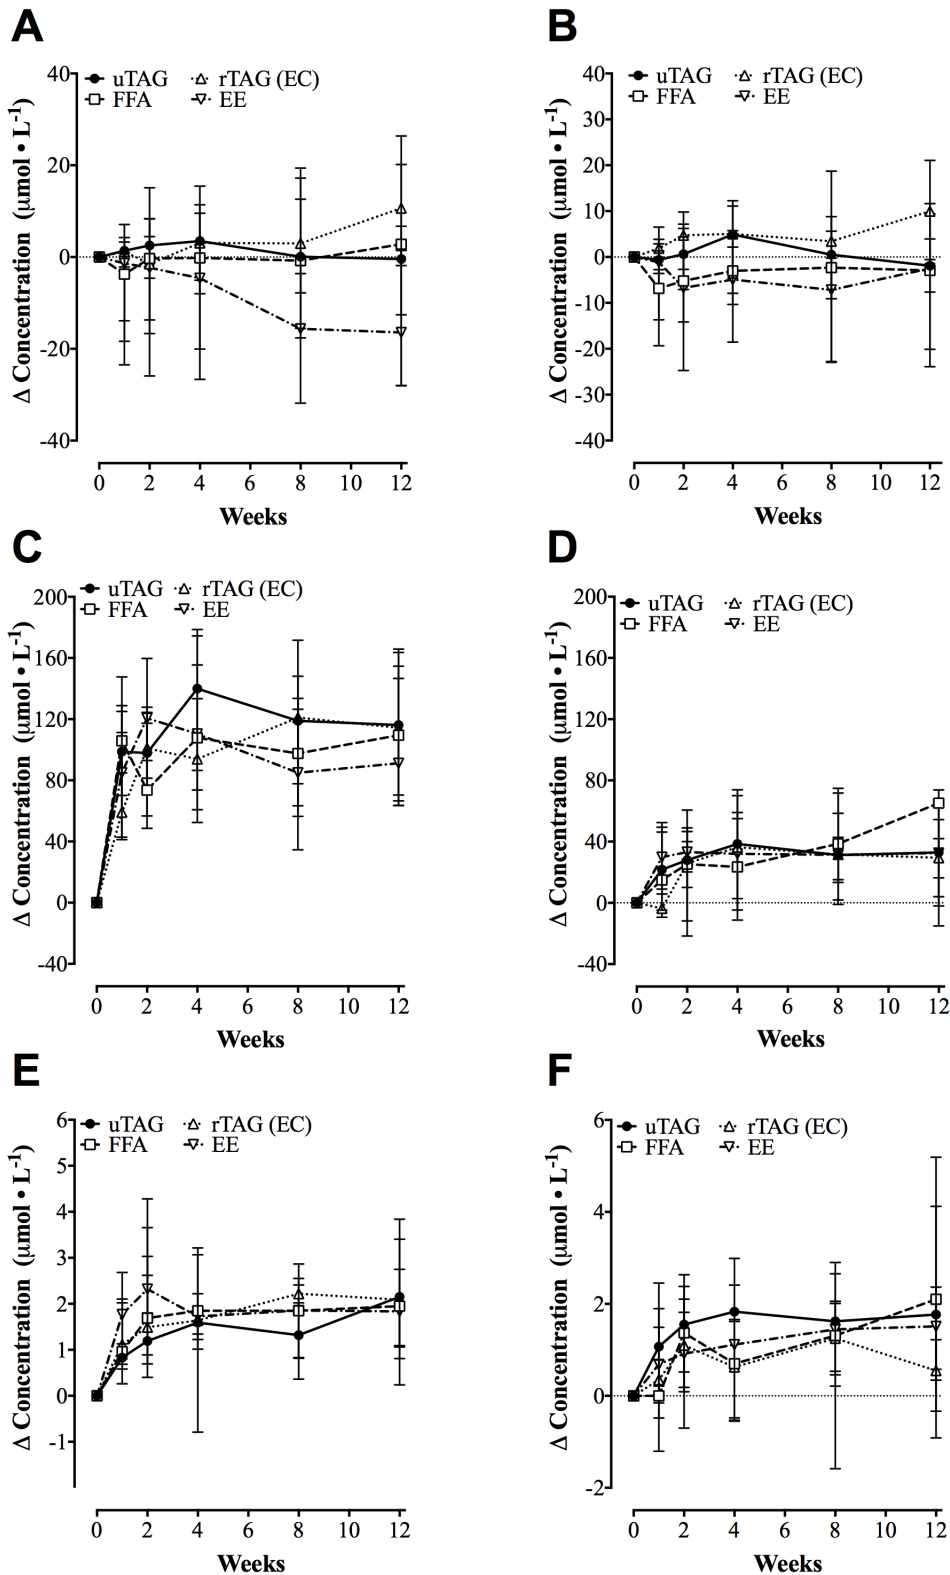 A
uTAG rTAG (EC)
FFA EE
Δ Concentration (μmol • L-1)
40
20
0
-20
-40
0 2 4 6 8 10 12
Weeks
B
uTAG rTAG (EC)
FFA EE
Δ Concentration (μmol • L-1)
40
30
20
10
0
-10
-20
-30
-40
0 2 4 6 8 10 12
Weeks
C
uTAG rTAG (EC)
FFA EE
Δ Concentration (μmol • L-1)
200
160
120
80
40
0
-40
0 2 4 6 8 10 12
Weeks
D
uTAG rTAG (EC)
FFA EE
Δ Concentration (μmol • L-1)
200
160
120
80
40
0
-40
0 2 4 6 8 10 12
Weeks
E
uTAG rTAG (EC)
FFA EE
Δ Concentration (μmol • L-1)
6
5
4
3
2
1
0
-1
0 2 4 6 8 10 12
Weeks
F
uTAG rTAG (EC)
FFA EE
Δ Concentration (μmol • L-1)
6
4
2
0
-2
0 2 4 6 8 10 12
Weeks